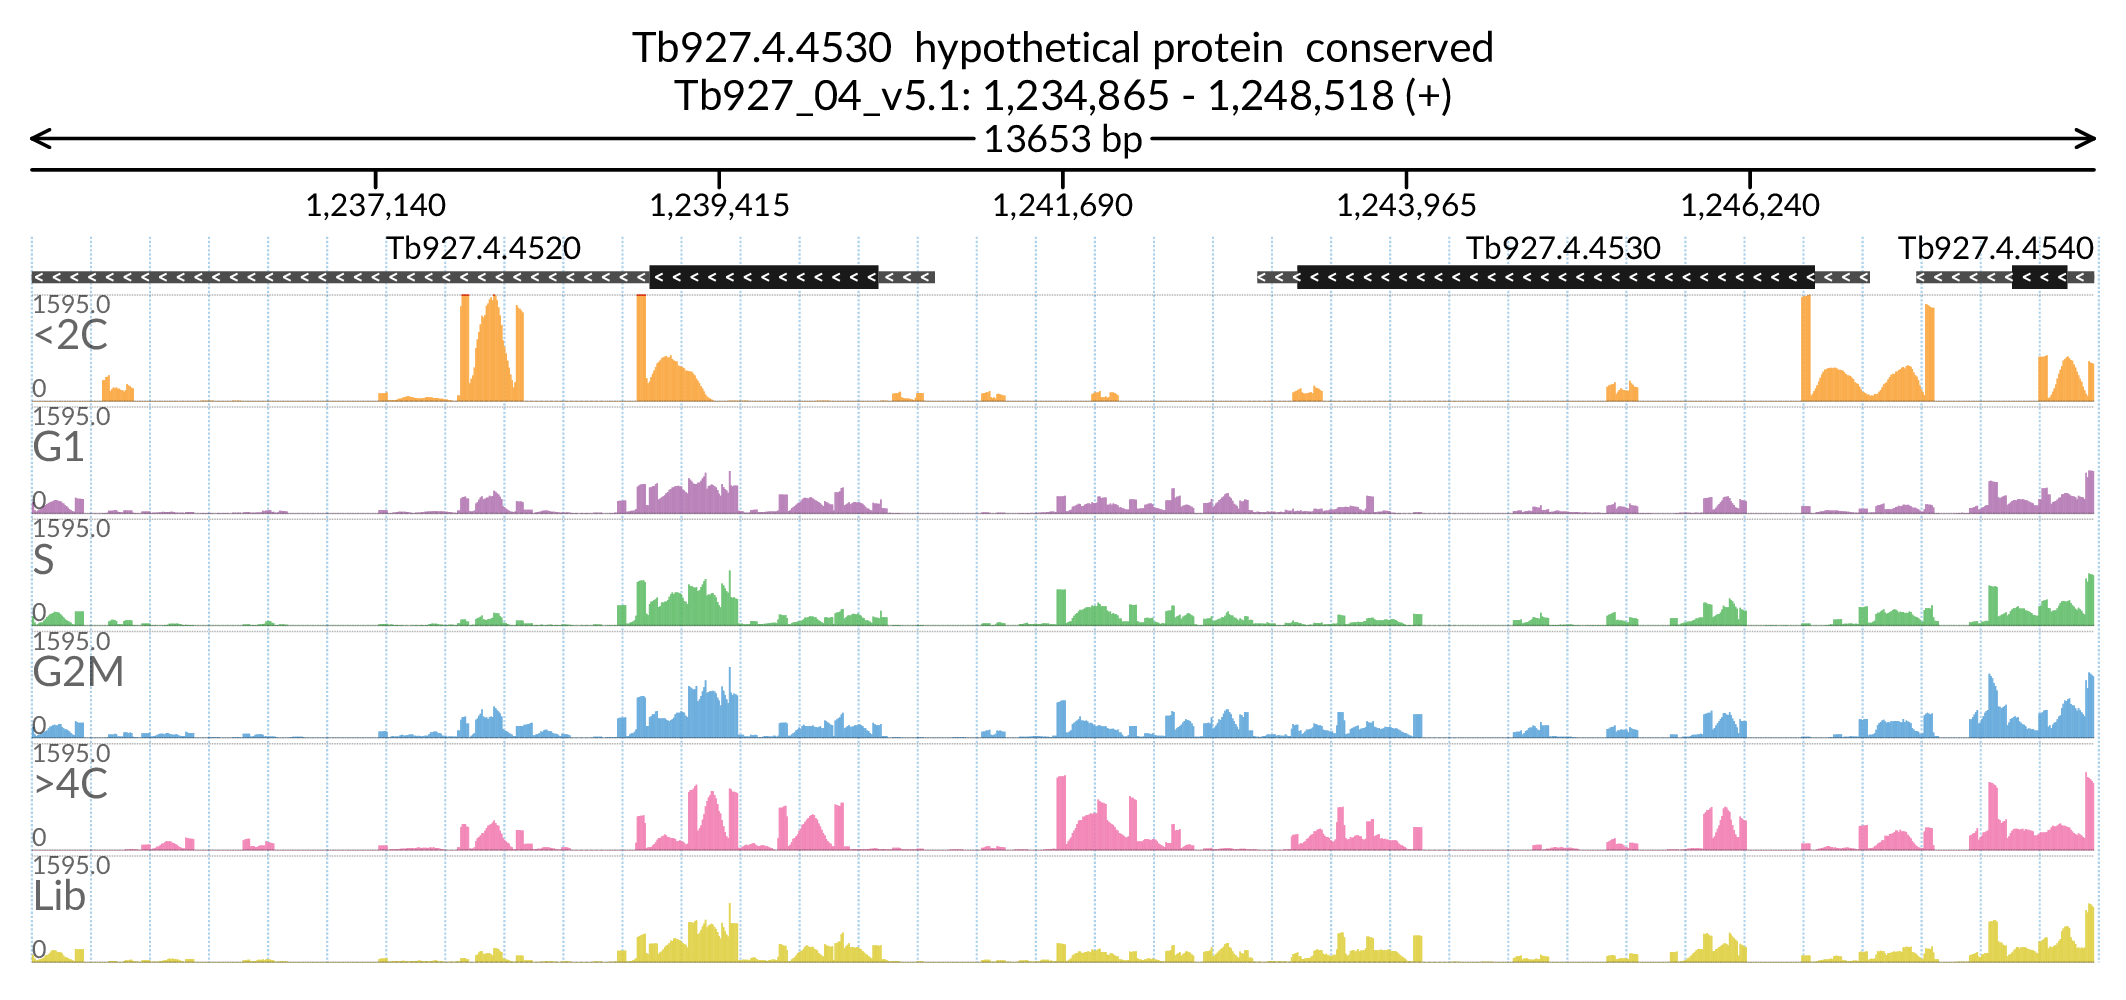 Tb927.4.4530 hypothetical protein conserved
Tb927_04_v5.1: 1,234,865 - 1,248,518 (+)
13653 bp
1,237,140 1,239,415 1,241,690 1,243,965 1,246,240
Tb927.4.4520 Tb927.4.4530 Tb927.4.4540
1595.0
<2C
0
1595.0
G1
0
1595.0
S
0
1595.0
G2M
0
1595.0
>4C
0
1595.0
Lib
0